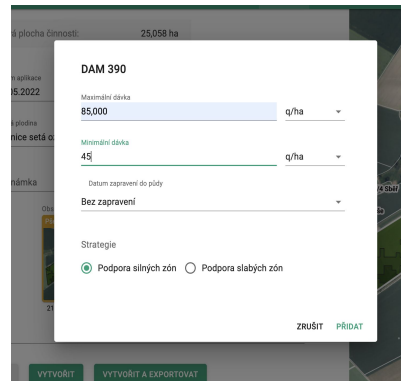 á plocha činnosti: 25,058 ha
DAM 390
m aplikace
05.2022
Maximální dávka
85,000 q/ha
á plodina
nice setá o
Minimální dávka
45 q/ha
námka
Datum zapravení do půdy
Bez zapravení
Strategie
Podpora silných zón Podpora slabých zón
21
ZRUŠIT PŘIDAT
VYTVOŘIT VYTVOŘIT A EXPORTOVAT